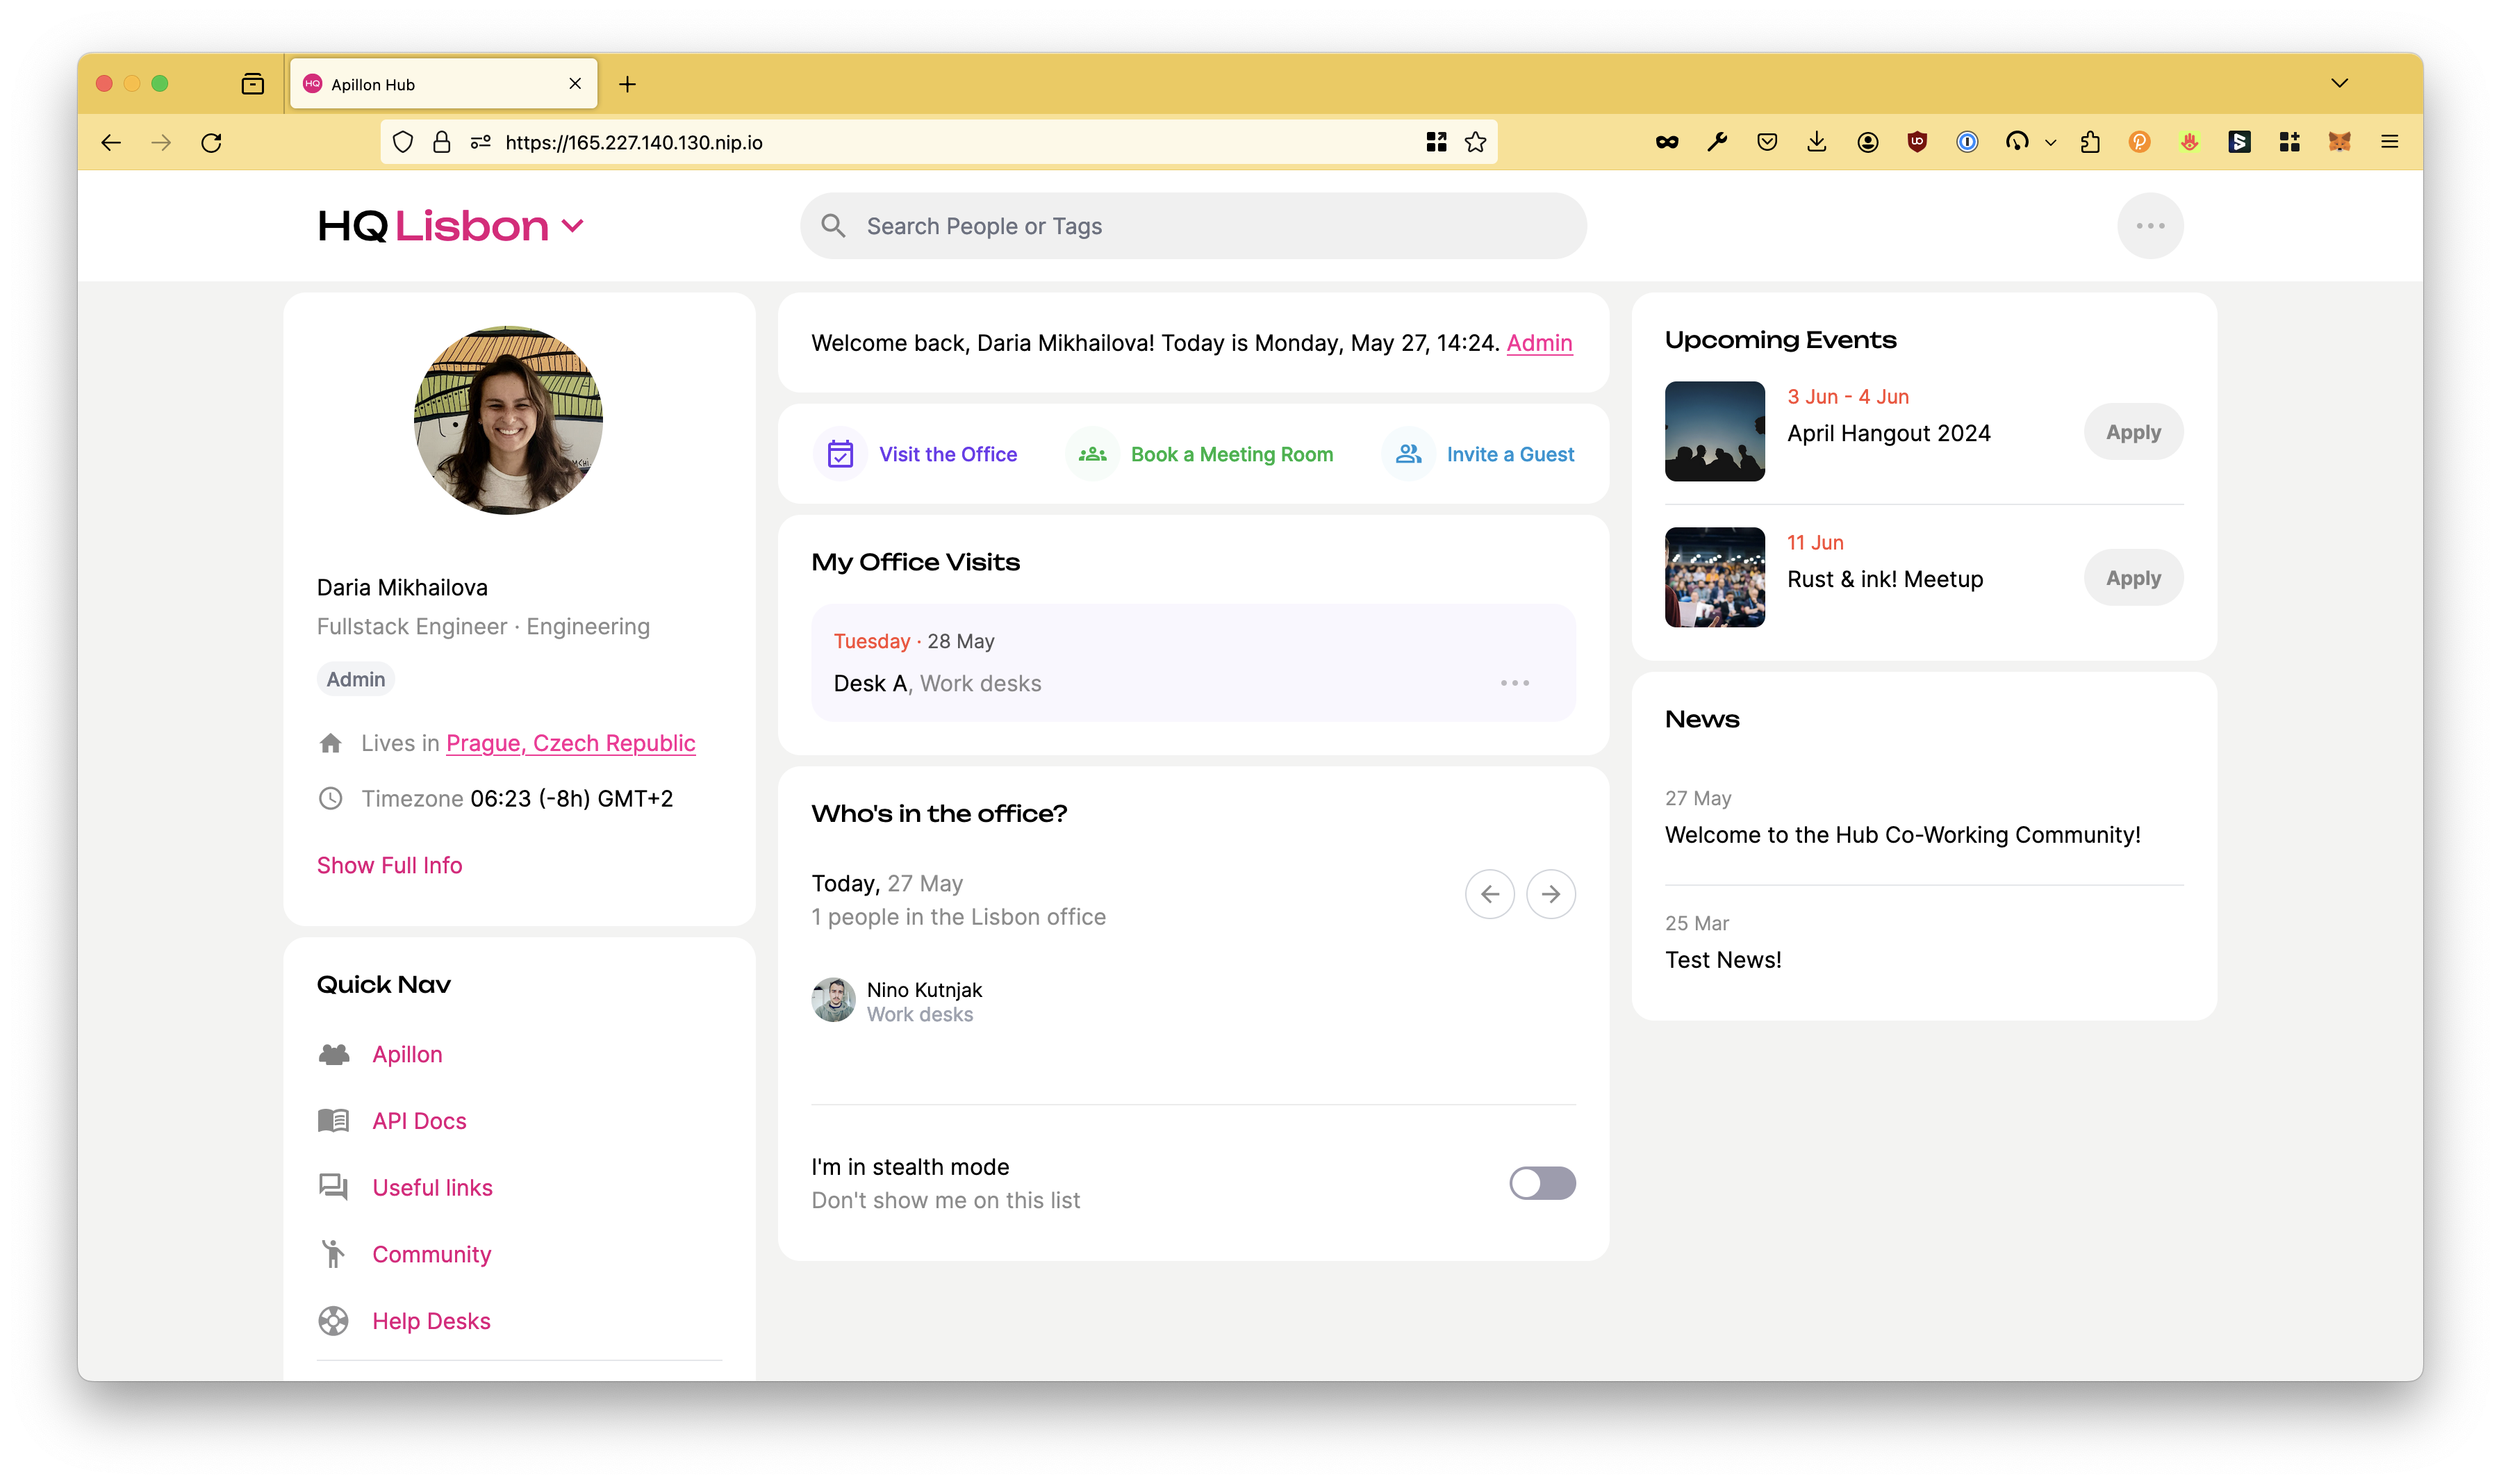 Apillon Hub
https://165.227.140.130.nip.io
HQ Lisbon
Search People or Tags
Daria Mikhailova
Fullstack Engineer · Engineering
Admin
Lives in Prague, Czech Republic
Timezone 06:23 (-8h) GMT+2
Show Full Info
Quick Nav
Apillon
API Docs
Useful links
Community
Help Desks
Welcome back, Daria Mikhailova! Today is Monday, May 27, 14:24. Admin
Visit the Office
Book a Meeting Room
Invite a Guest
My Office Visits
Tuesday · 28 May
Desk A, Work desks
Who's in the office?
Today, 27 May
1 people in the Lisbon office
Nino Kutnjak
Work desks
I'm in stealth mode
Don't show me on this list
Upcoming Events
3 Jun - 4 Jun
April Hangout 2024
Apply
11 Jun
Rust & ink! Meetup
Apply
News
27 May
Welcome to the Hub Co-Working Community!
25 Mar
Test News!